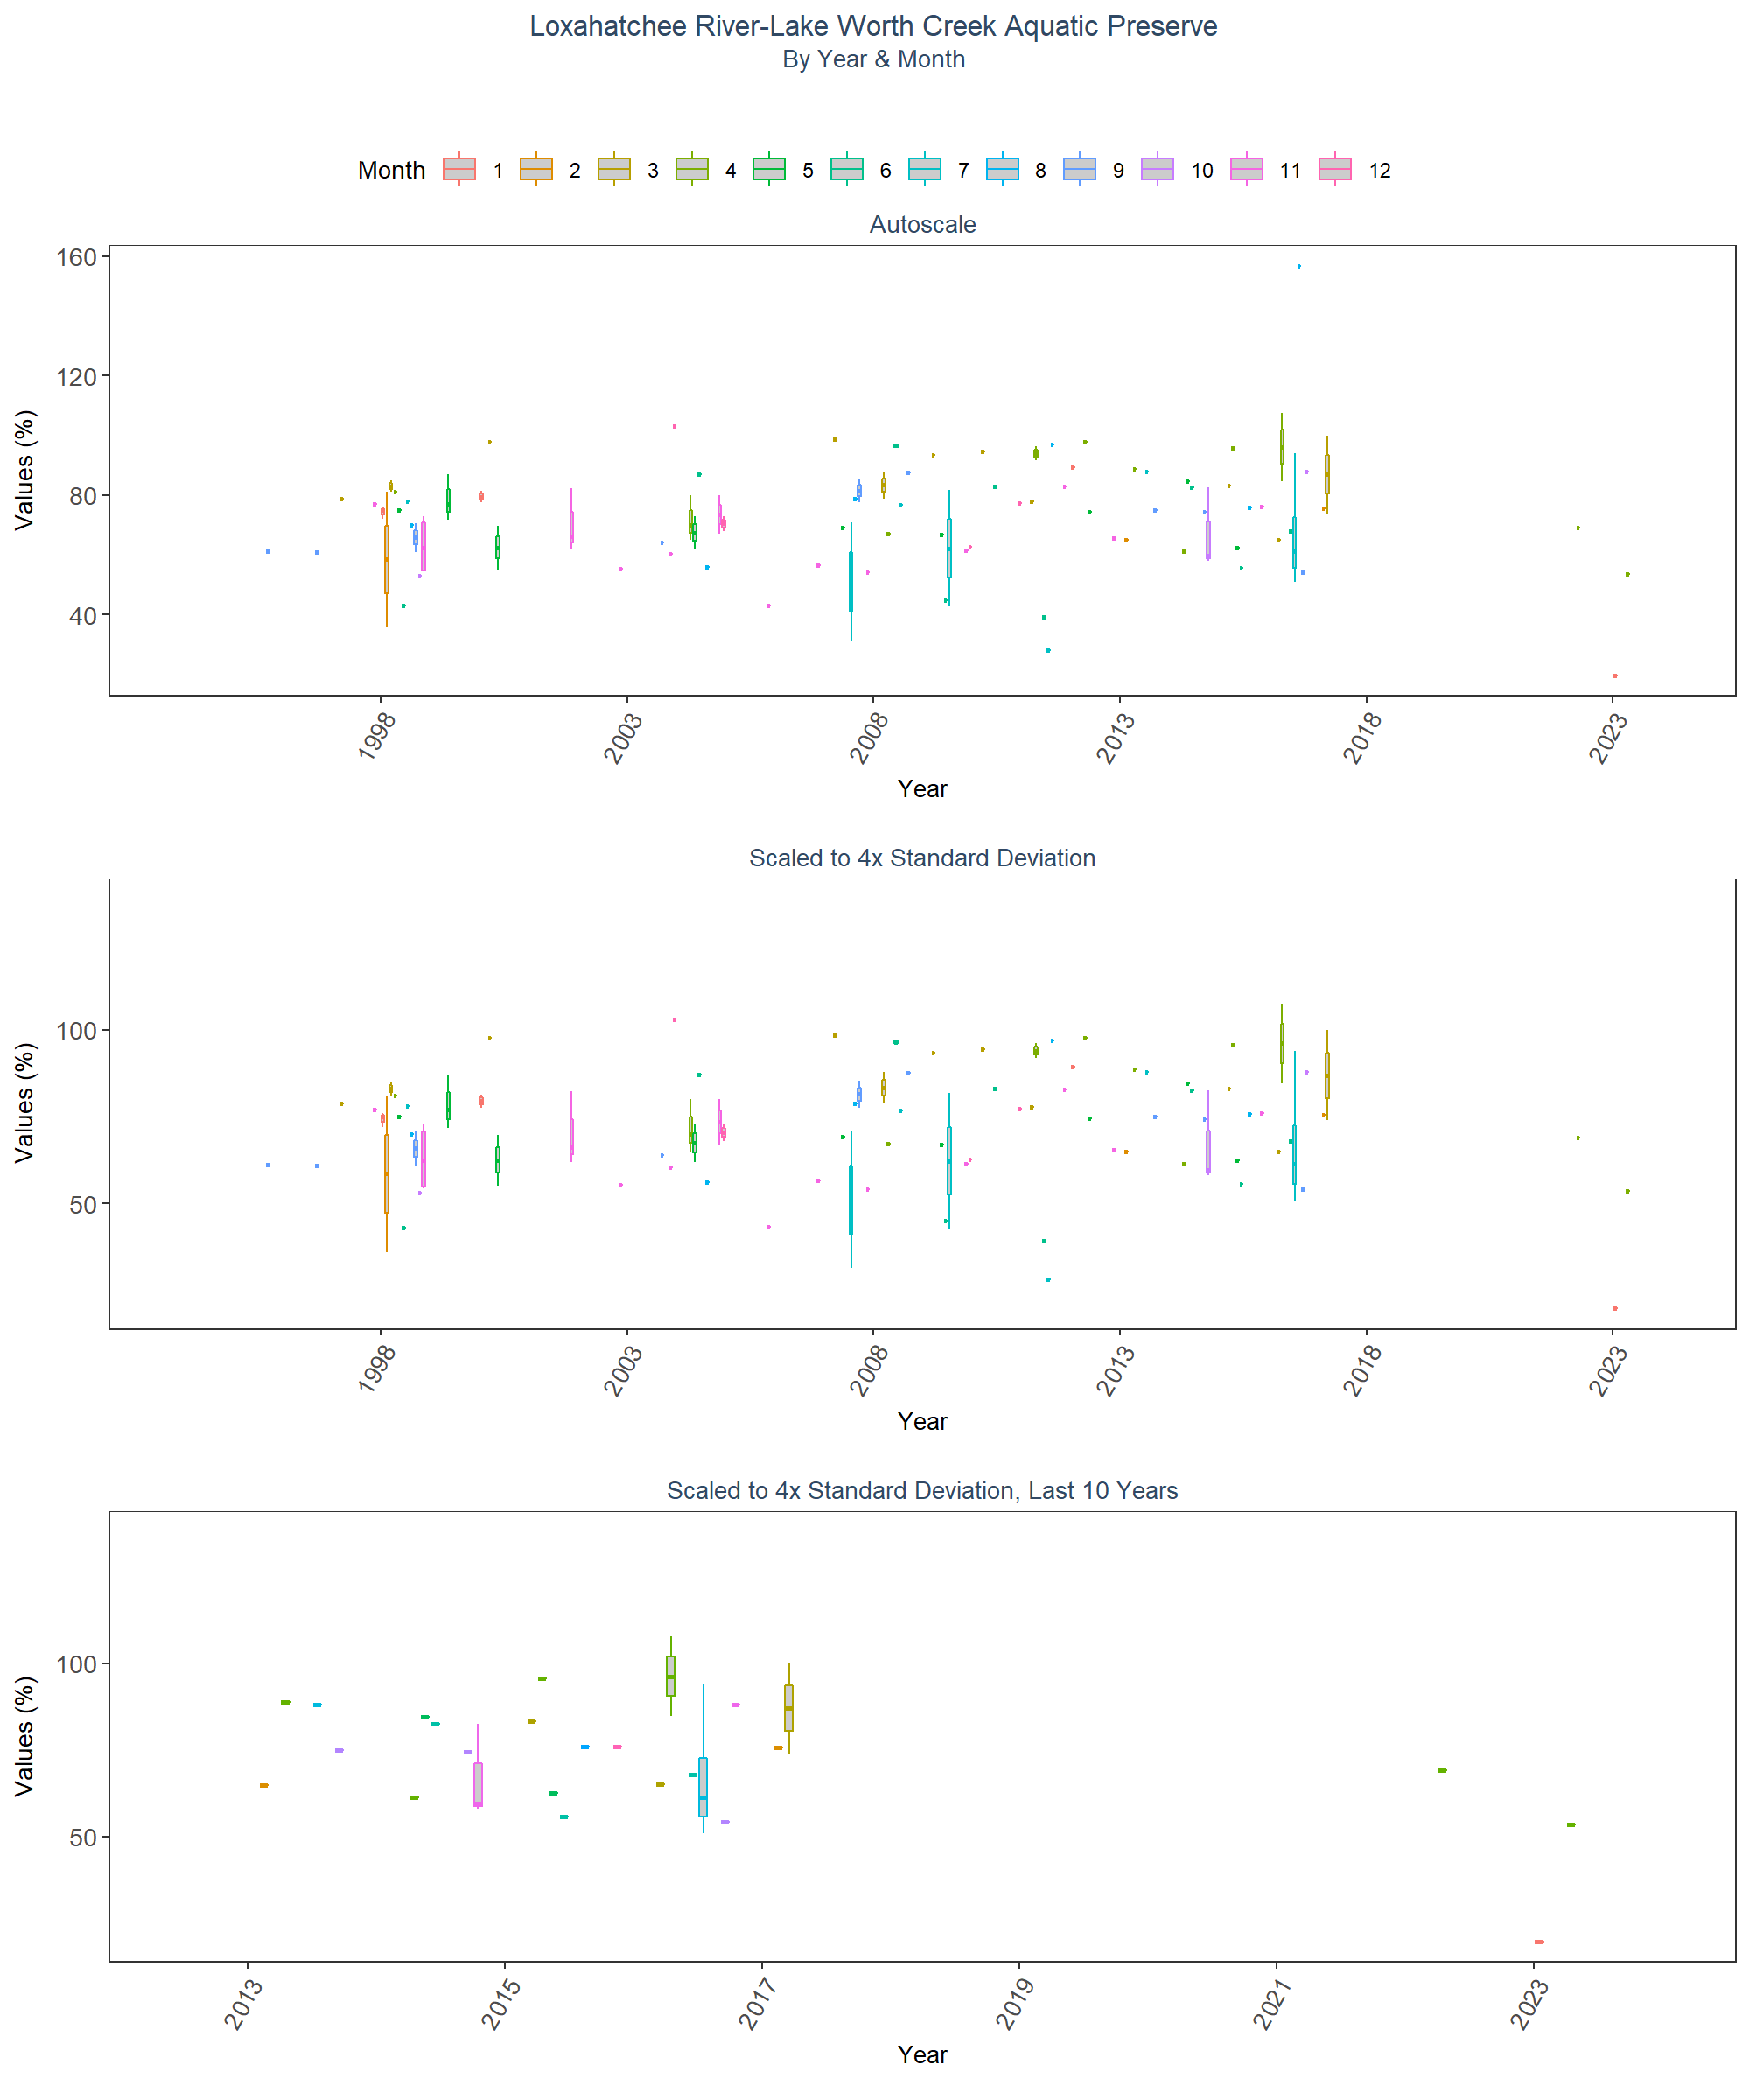 Loxahatchee River-Lake Worth Creek Aquatic Preserve
By Year & Month
Month 1 2 3 4 5 6 7 8 9 10 11 12
Autoscale
160
120
80
40
Values (%)
1998 2003 2008 2013 2018 2023
Year
Scaled to 4x Standard Deviation
100
50
Values (%)
1998 2003 2008 2013 2018 2023
Year
Scaled to 4x Standard Deviation, Last 10 Years
100
50
Values (%)
2013 2015 2017 2019 2021 2023
Year